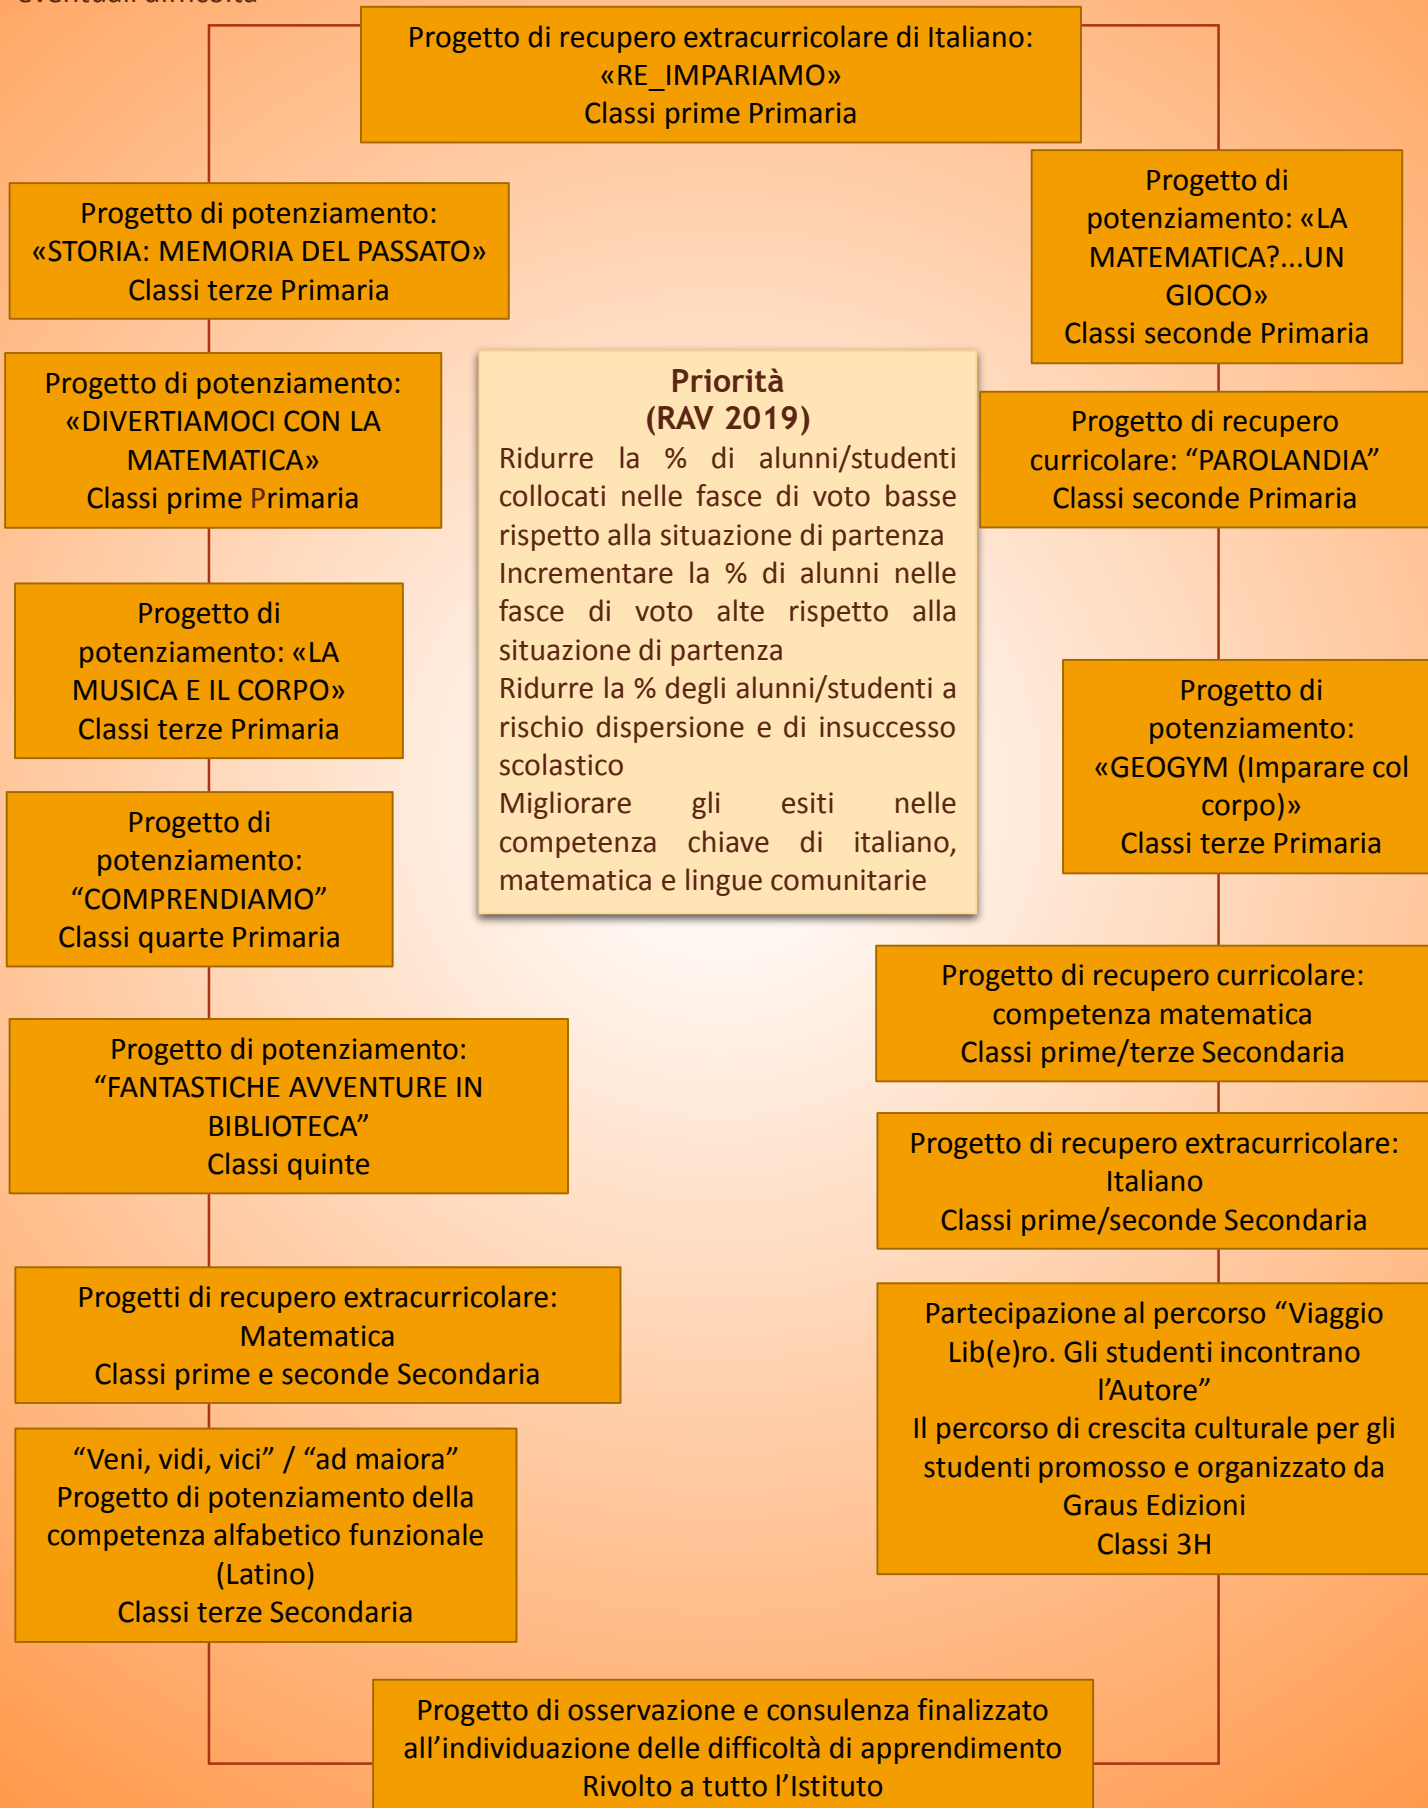 Progetto di recupero extracurricolare di Italiano:
«RE_IMPARIAMO»
Classi prime Primaria
Progetto di potenziamento:
«STORIA: MEMORIA DEL PASSATO»
Classi terze Primaria
Progetto di potenziamento:
«DIVERTIAMOCI CON LA
MATEMATICA»
Classi prime Primaria
Progetto di
potenziamento: «LA
MUSICA E IL CORPO»
Classi terze Primaria
Progetto di
potenziamento:
“COMPRENDIAMO”
Classi quarte Primaria
Progetto di potenziamento:
“FANTASTICHE AVVENTURE IN
BIBLIOTECA”
Classi quinte
Progetti di recupero extracurricolare:
Matematica
Classi prime e seconde Secondaria
“Veni, vidi, vici” / “ad maiora”
Progetto di potenziamento della
competenza alfabetico funzionale
(Latino)
Classi terze Secondaria
Priorità
(RAV 2019)
Ridurre la % di alunni/studenti
collocati nelle fasce di voto basse
rispetto alla situazione di partenza
Incrementare la % di alunni nelle
fasce di voto alte rispetto alla
situazione di partenza
Ridurre la % degli alunni/studenti a
rischio dispersione e di insuccesso
scolastico
Migliorare gli esiti nelle
competenza chiave di italiano,
matematica e lingue comunitarie
Progetto di
potenziamento: «LA
MATEMATICA?...UN
GIOCO»
Classi seconde Primaria
Progetto di recupero
curricolare: “PAROLANDIA”
Classi seconde Primaria
Progetto di
potenziamento:
«GEOGYM (Imparare col
corpo)»
Classi terze Primaria
Progetto di recupero curricolare:
competenza matematica
Classi prime/terze Secondaria
Progetto di recupero extracurricolare:
Italiano
Classi prime/seconde Secondaria
Partecipazione al percorso “Viaggio
Lib(e)ro. Gli studenti incontrano
l’Autore”
Il percorso di crescita culturale per gli
studenti promosso e organizzato da
Graus Edizioni
Classi 3H
Progetto di osservazione e consulenza finalizzato
all’individuazione delle difficoltà di apprendimento
Rivolto a tutto l’Istituto